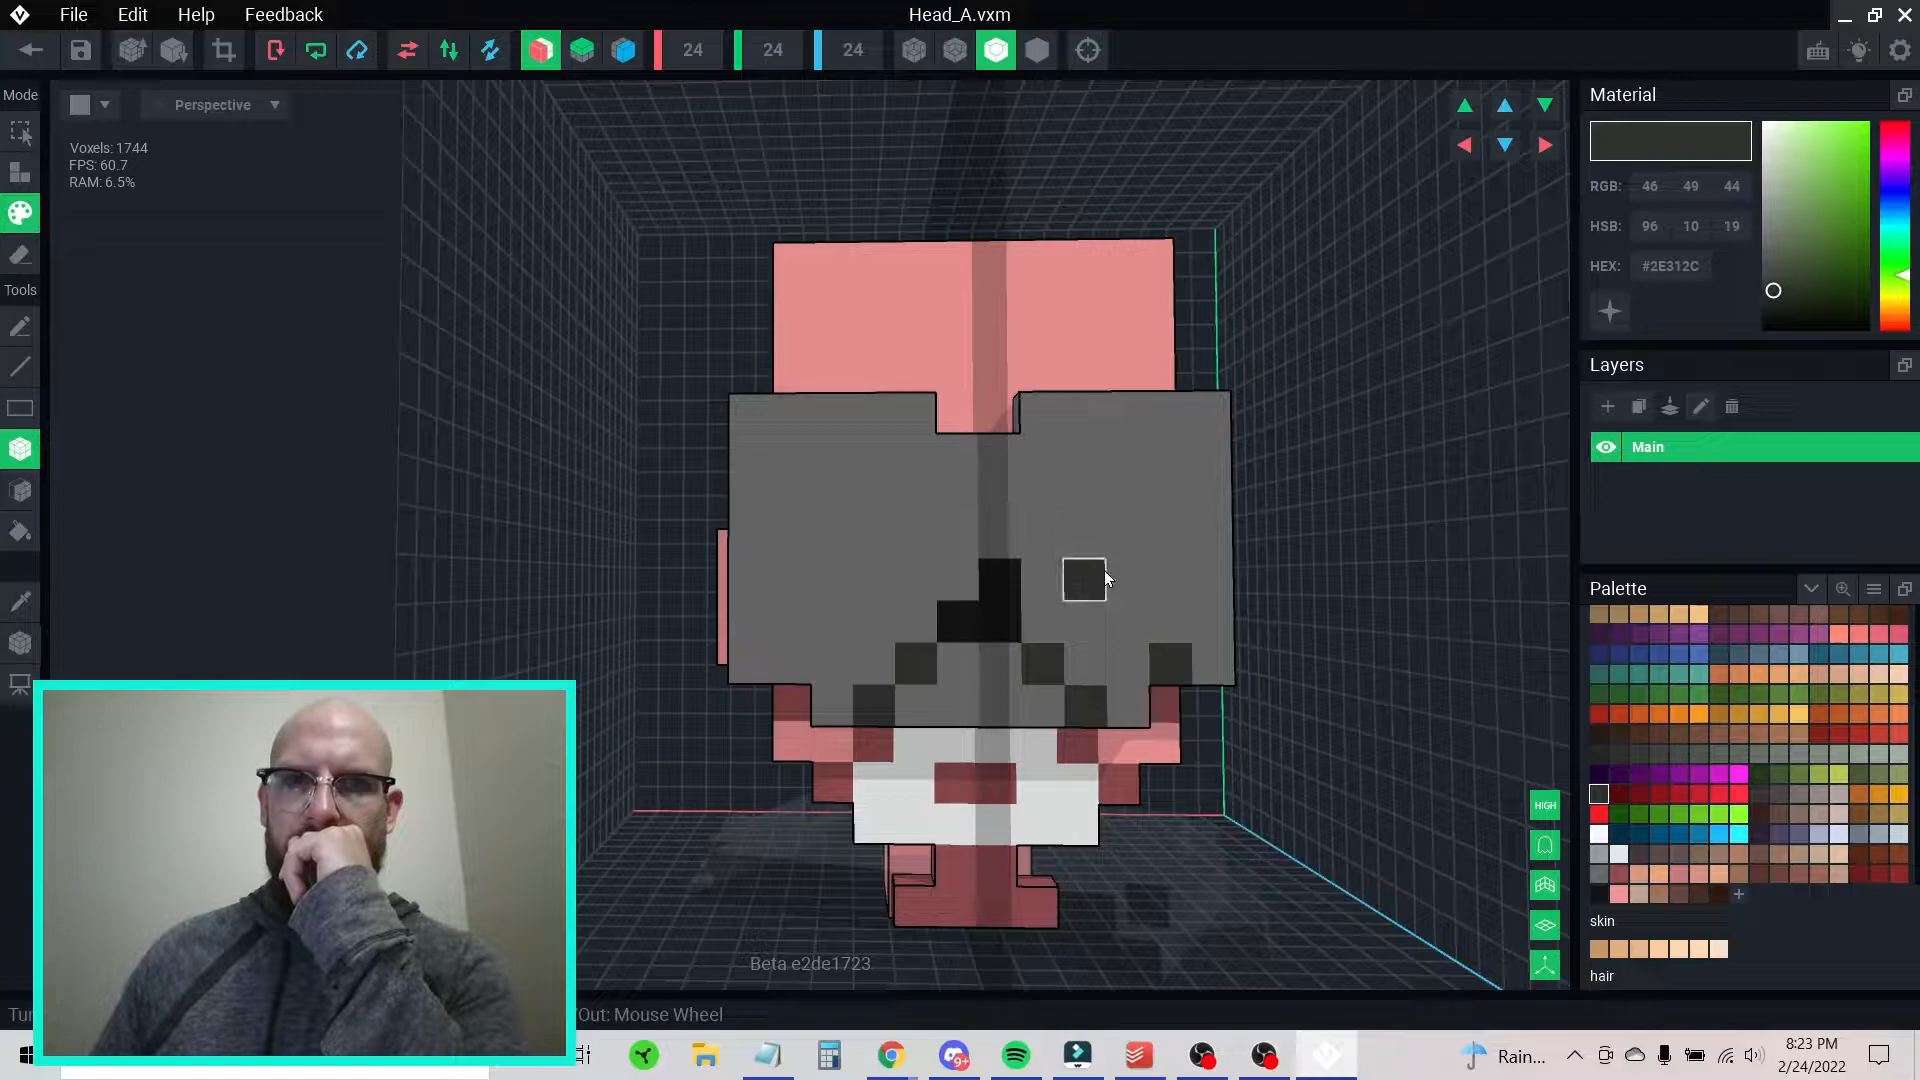 File Edit Help Feedback
Head_A.vxm
24 24 24
Mode
Perspective
Voxels: 1744
FPS: 60.7
RAM: 6.5%
Tools
Material
RGB: 46 49 44
HSB: 96 10 19
HEX: #2E312C
Layers
Main
Palette
HIGH
skin
hair
Beta e2de1723
Out: Mouse Wheel
9+
Rain...
8:23 PM
2/24/2022